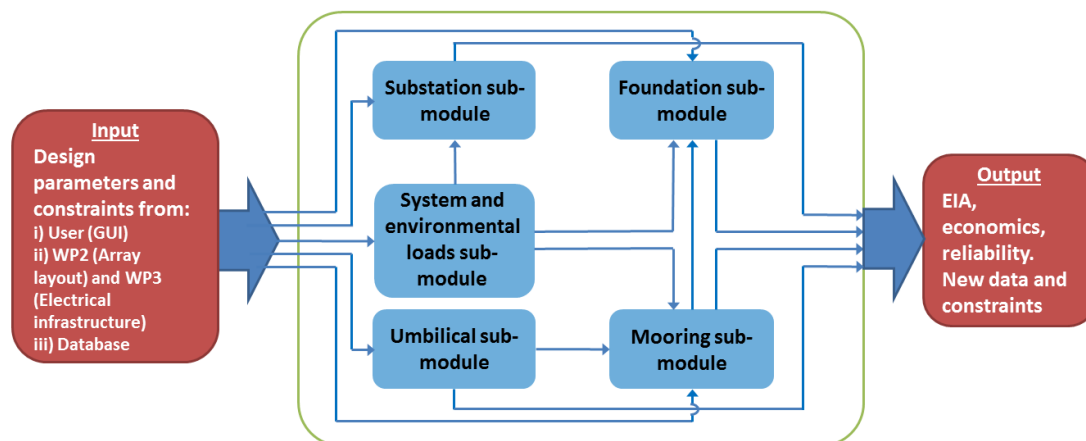 Input
Design
parameters and
constraints from:
i) User (GUI)
ii) WP2 (Array
layout) and WP3
(Electrical
infrastructure)
iii) Database
Substation sub-
module
Foundation sub-
module
System and
environmental
loads sub-
module
Umbilical sub-
module
Mooring sub-
module
Output
EIA,
economics,
reliability.
New data and
constraints